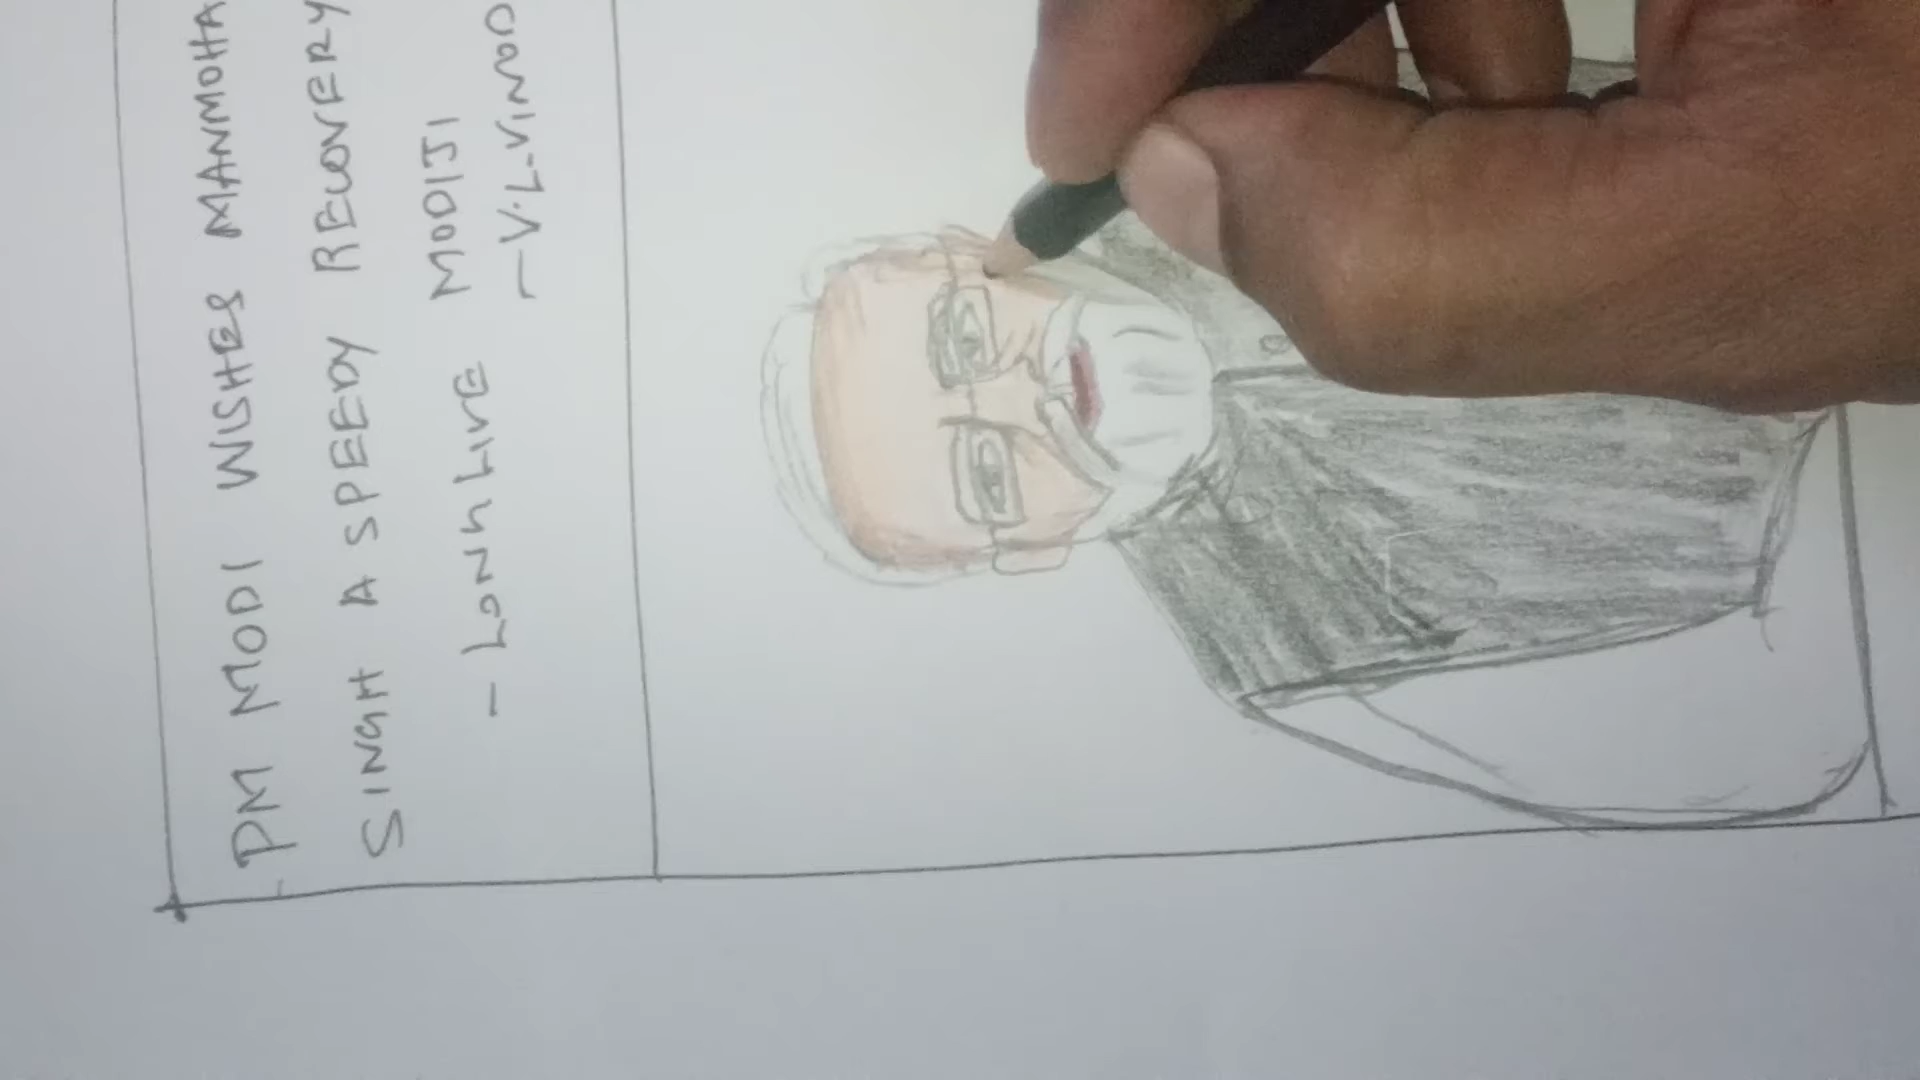 PM MODI WISHES MANMOHA
SINGH A SPEEDY RECOVERY
- LONG LIVE MODIJI
- V.L.VINOD